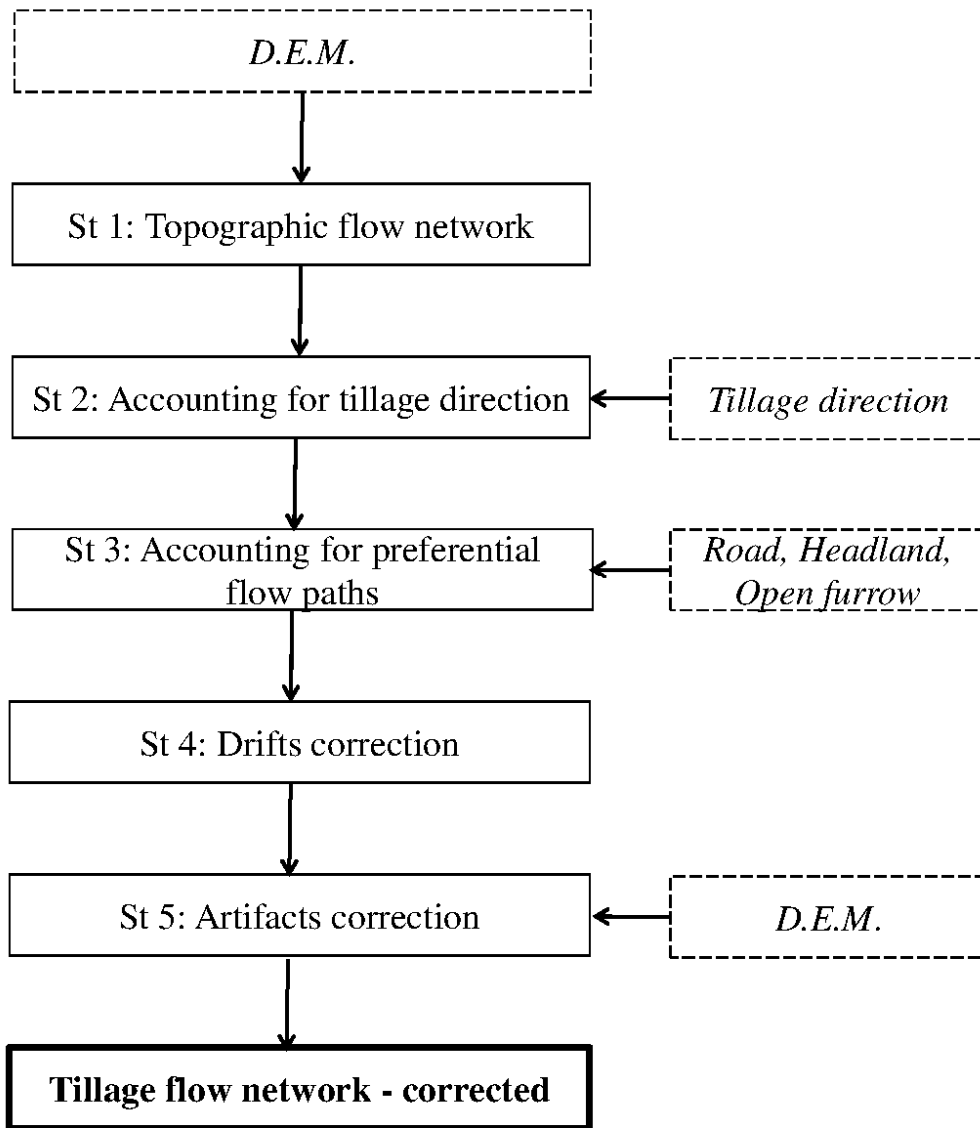 D.E.M.
St 1: Topographic flow network
St 2: Accounting for tillage direction
Tillage direction
St 3: Accounting for preferential
flow paths
Road, Headland,
Open furrow
St 4: Drifts correction
St 5: Artifacts correction
D.E.M.
Tillage flow network - corrected